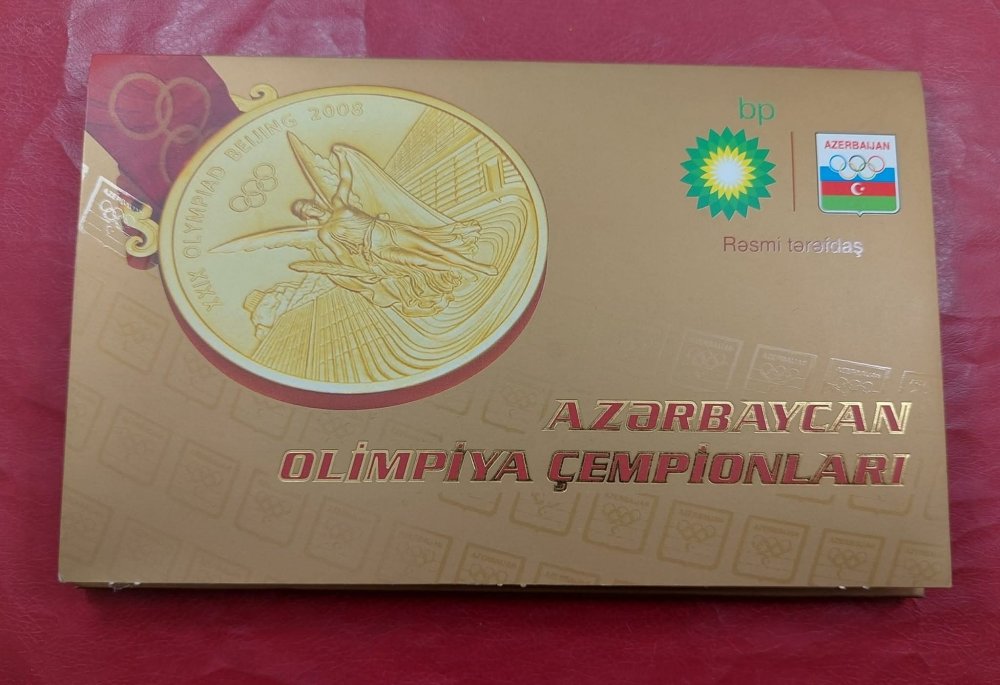 XXIX OLYMPIAD BEIJING 2008
bp
AZERBAIJAN
Rəsmi tərəfdaş
AZƏRBAYCAN
OLİMPİYA ÇEMPİONLARI